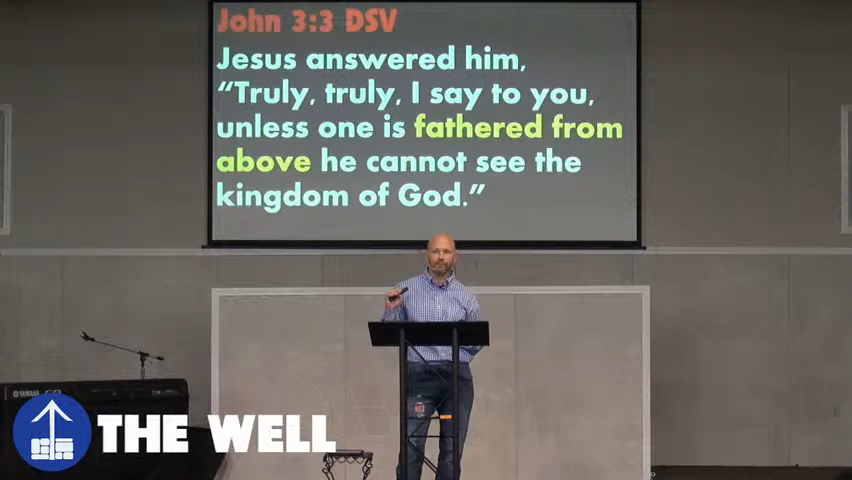 John 3:3 DSV
Jesus answered him,
“Truly, truly, I say to you,
unless one is fathered from
above he cannot see the
kingdom of God.”
YAMAHA
THE WELL